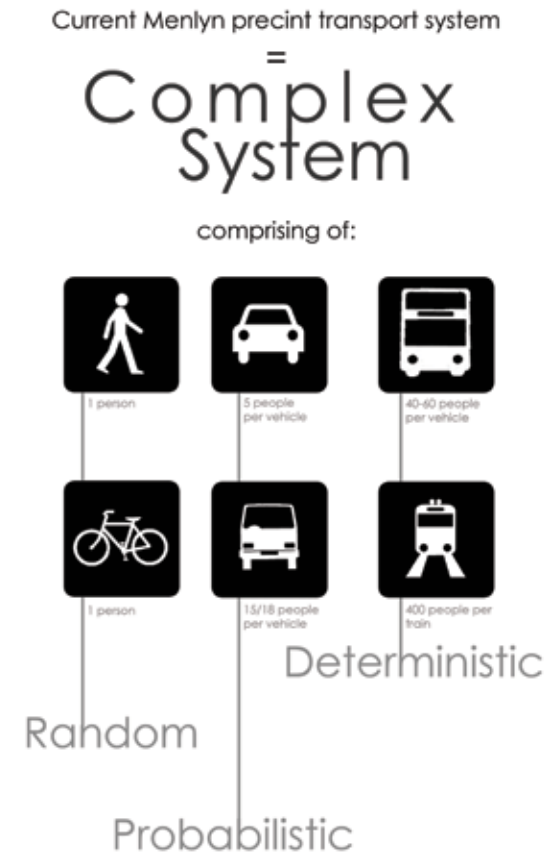 Current Menlyn precint transport system
=
Complex
System
comprising of:
1 person
5 people
per vehicle
40-60 people
per vehicle
1 person
15/18 people
per vehicle
400 people per
train
Deterministic
Random
Probabilistic